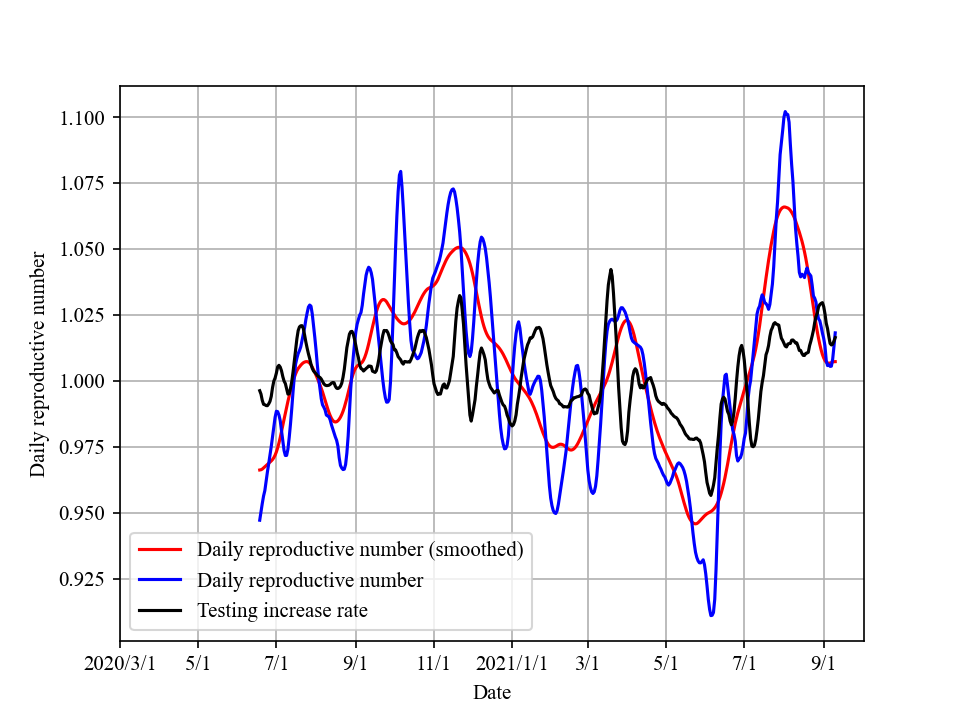 1.100
1.075
1.050
1.025
1.000
0.975
0.950
0.925
Daily reproductive number
Daily reproductive number (smoothed)
Daily reproductive number
Testing increase rate
2020/3/1 5/1 7/1 9/1 11/1 2021/1/1 3/1 5/1 7/1 9/1
Date